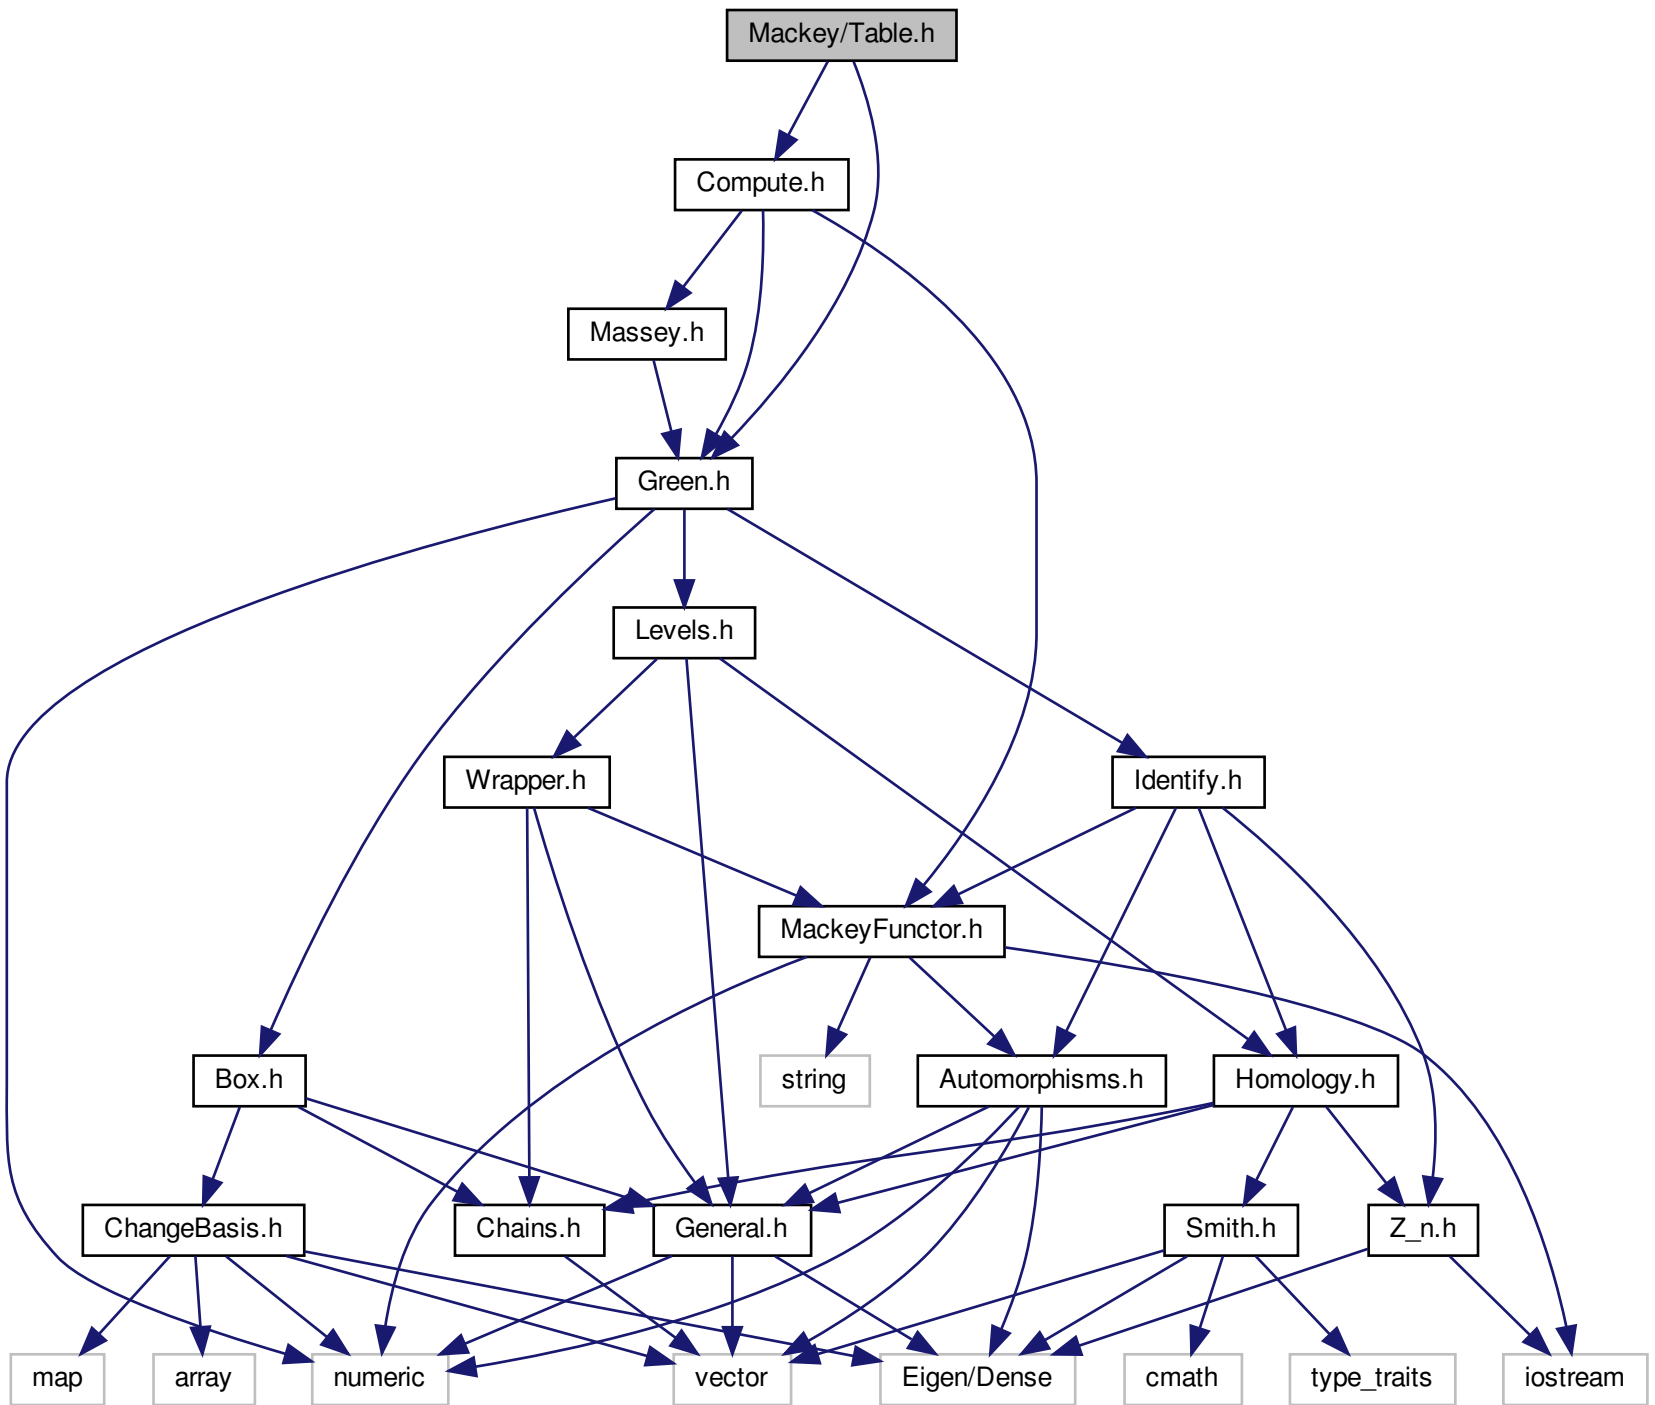 Mackey/Table.h
Compute.h
Massey.h
Green.h
Levels.h
Wrapper.h
Identify.h
MackeyFunctor.h
Box.h
string
Automorphisms.h
Homology.h
ChangeBasis.h
Chains.h
General.h
Smith.h
Z_n.h
map
array
numeric
vector
Eigen/Dense
cmath
type_traits
iostream